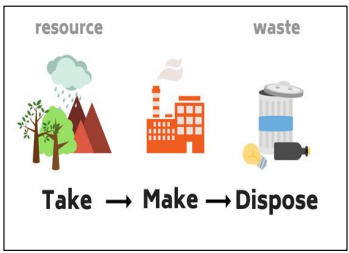 resource waste
Take → Make → Dispose